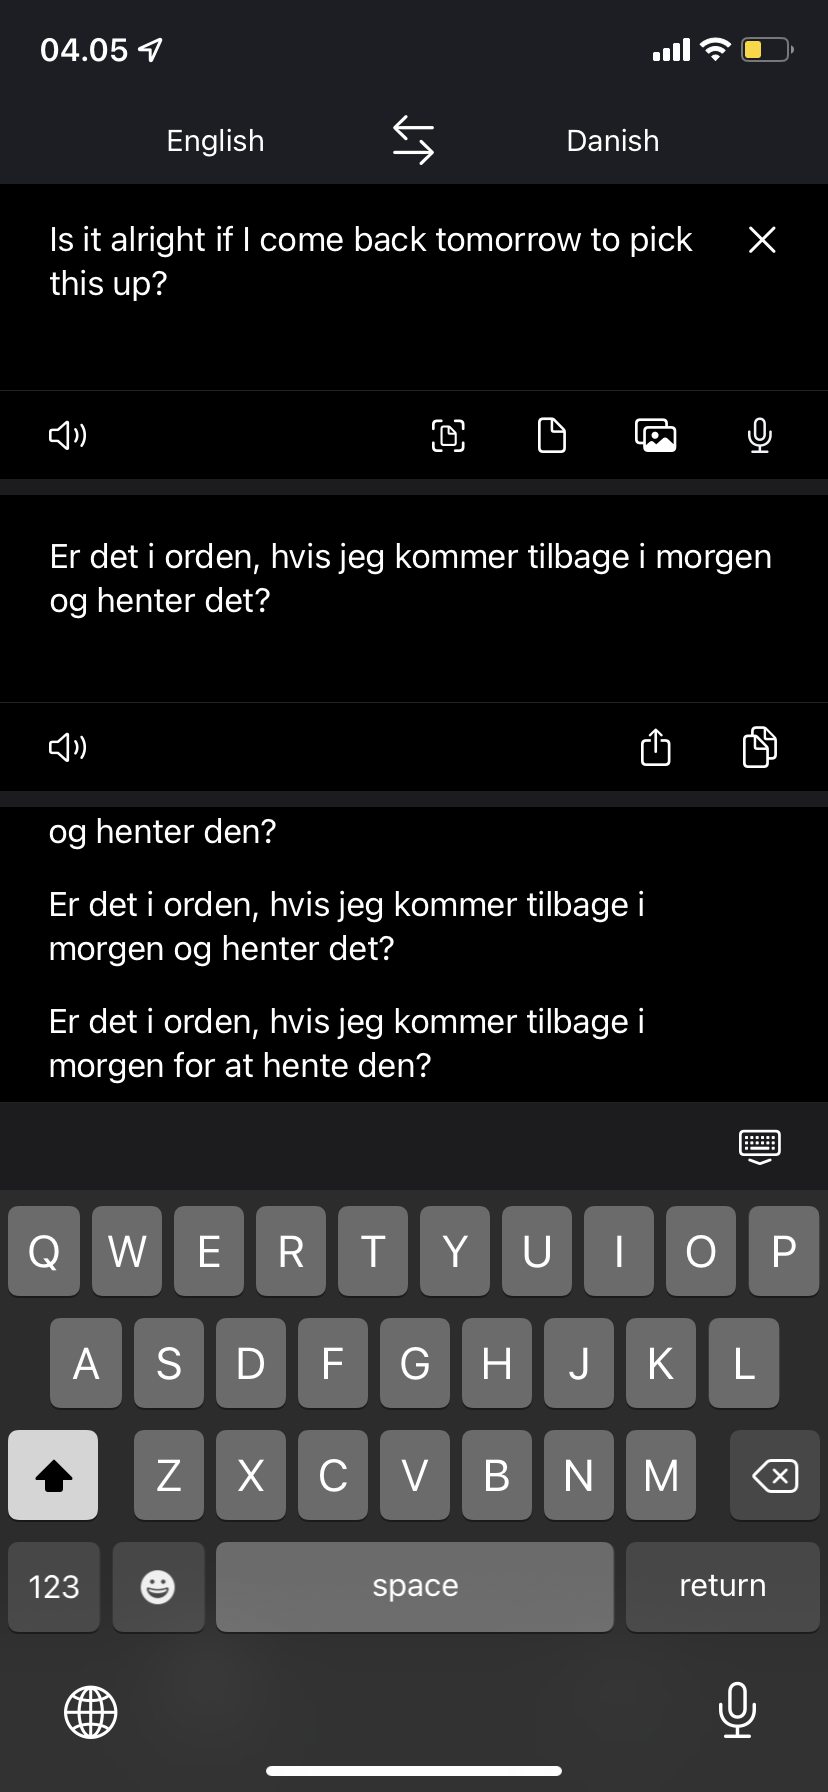 04.05
English Danish
Is it alright if I come back tomorrow to pick
this up?
Er det i orden, hvis jeg kommer tilbage i morgen
og henter det?
og henter den?
Er det i orden, hvis jeg kommer tilbage i
morgen og henter det?
Er det i orden, hvis jeg kommer tilbage i
morgen for at hente den?
Q W E R T Y U I O P
A S D F G H J K L
Z X C V B N M
123 space return